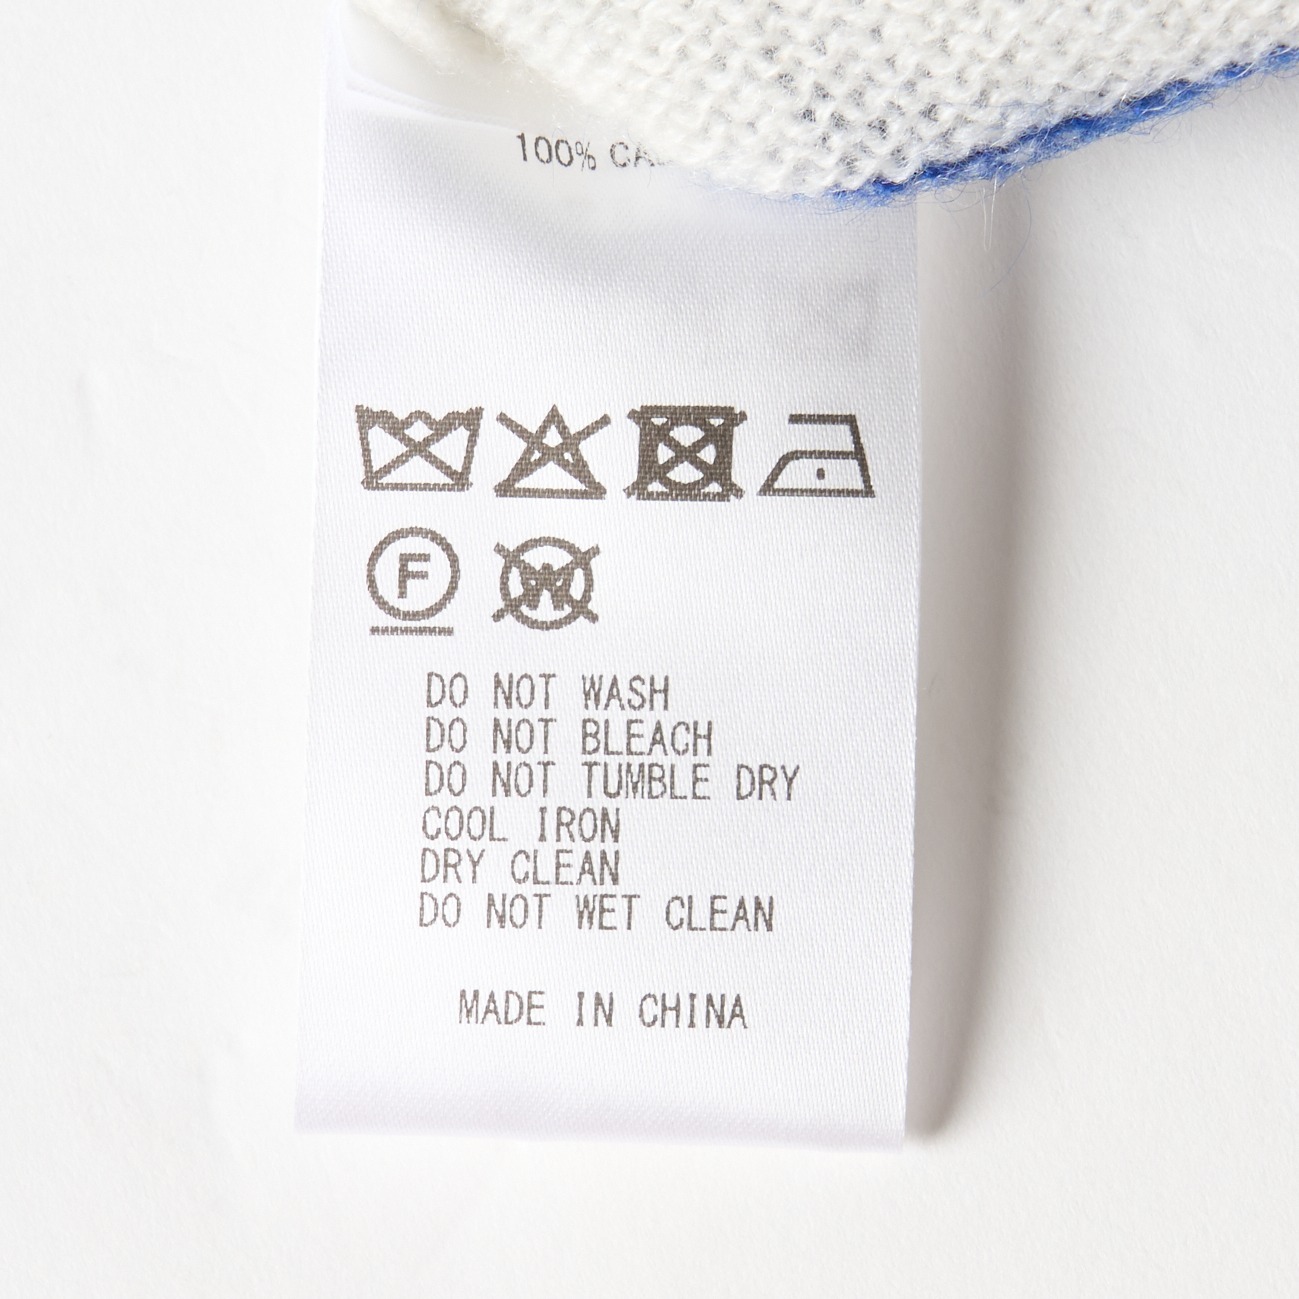 100%
F
W
DO NOT WASH
DO NOT BLEACH
DO NOT TUMBLE DRY
COOL IRON
DRY CLEAN
DO NOT WET CLEAN
MADE IN CHINA